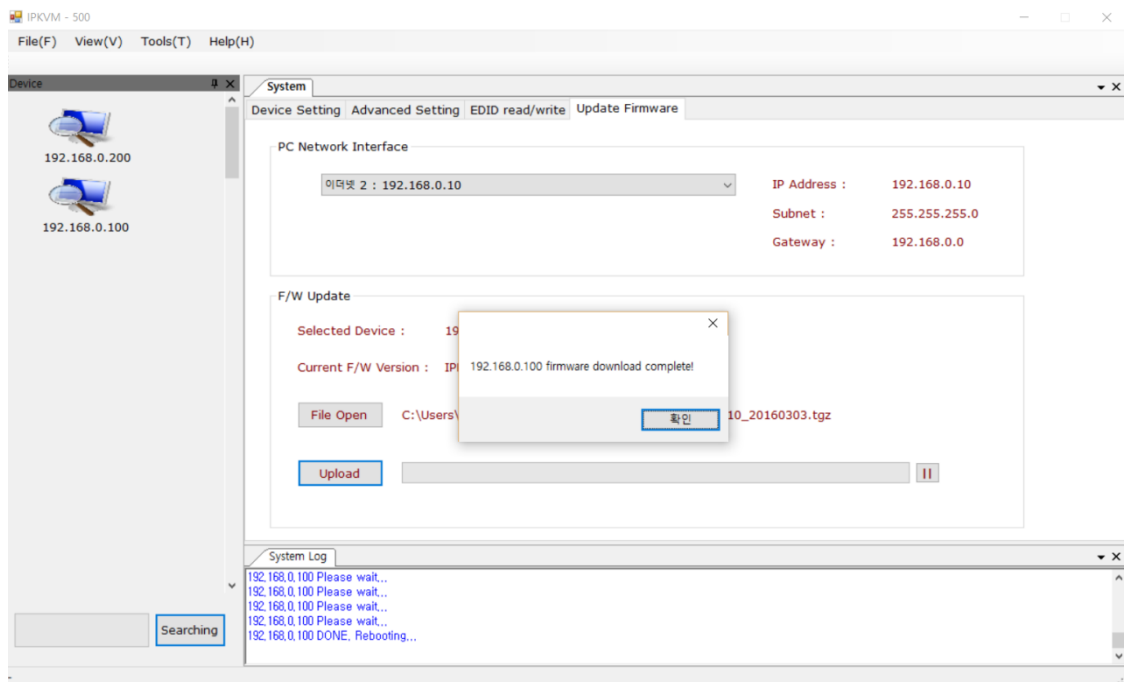 IPKVM - 500
File(F) View(V) Tools(T) Help(H)
Device
192.168.0.200
192.168.0.100
Searching
System
Device Setting Advanced Setting EDID read/write Update Firmware
PC Network Interface
이더넷 2 : 192.168.0.10
IP Address : 192.168.0.10
Subnet : 255.255.255.0
Gateway : 192.168.0.0
F/W Update
Selected Device : 19
Current F/W Version :
192.168.0.100 firmware download complete!
확인
File Open C:\Users\ 10_20160303.tgz
Upload
System Log
192,168,0,100 Please wait,,,
192,168,0,100 Please wait,,,
192,168,0,100 Please wait,,,
192,168,0,100 Please wait,,,
192,168,0,100 DONE, Rebooting,,,